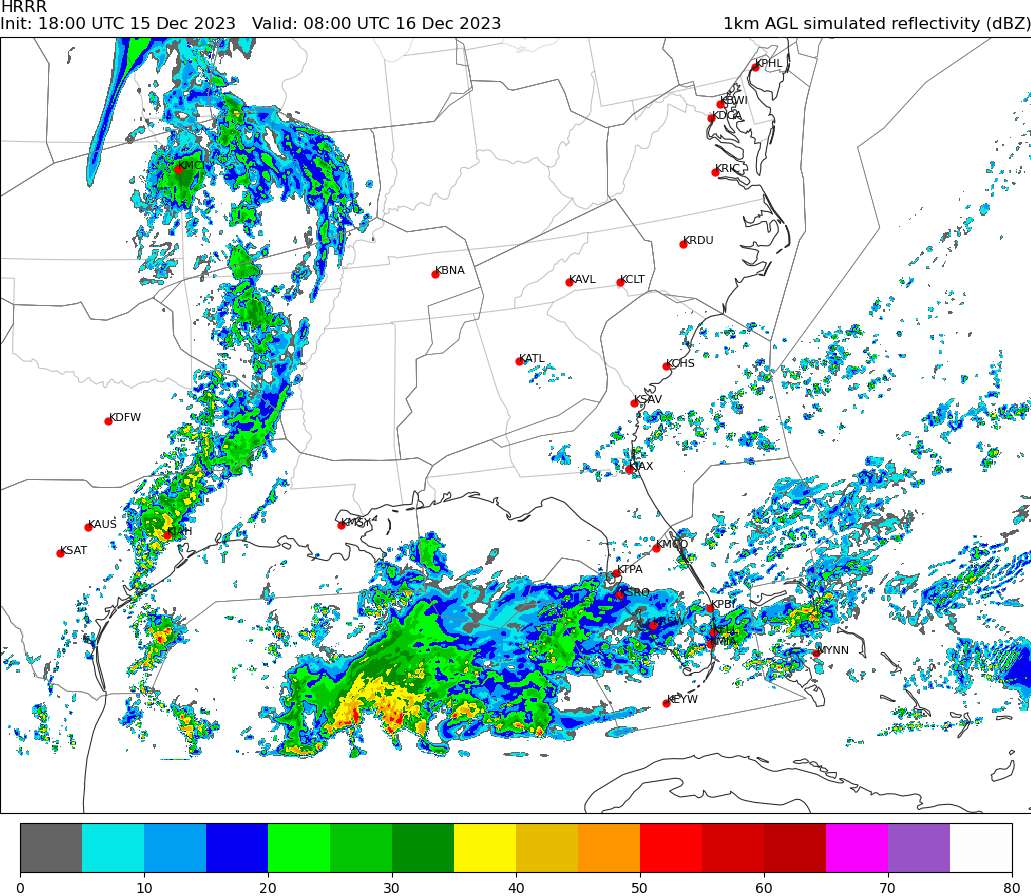 HRRR
Init: 18:00 UTC 15 Dec 2023   Valid: 08:00 UTC 16 Dec 2023
1km AGL simulated reflectivity (dBZ)
KPHL
KBWI
KDCA
KMCI
KRIC
KRDU
KBNA
KAVL
KCLT
KATL
KCHS
KSAV
KDFW
KJAX
KMSY
KAUS
KIAH
KSAT
KMCO
KTPA
KSRQ
KPBI
KRSW
KMIA
MYNN
KEYW
0 10 20 30 40 50 60 70 80